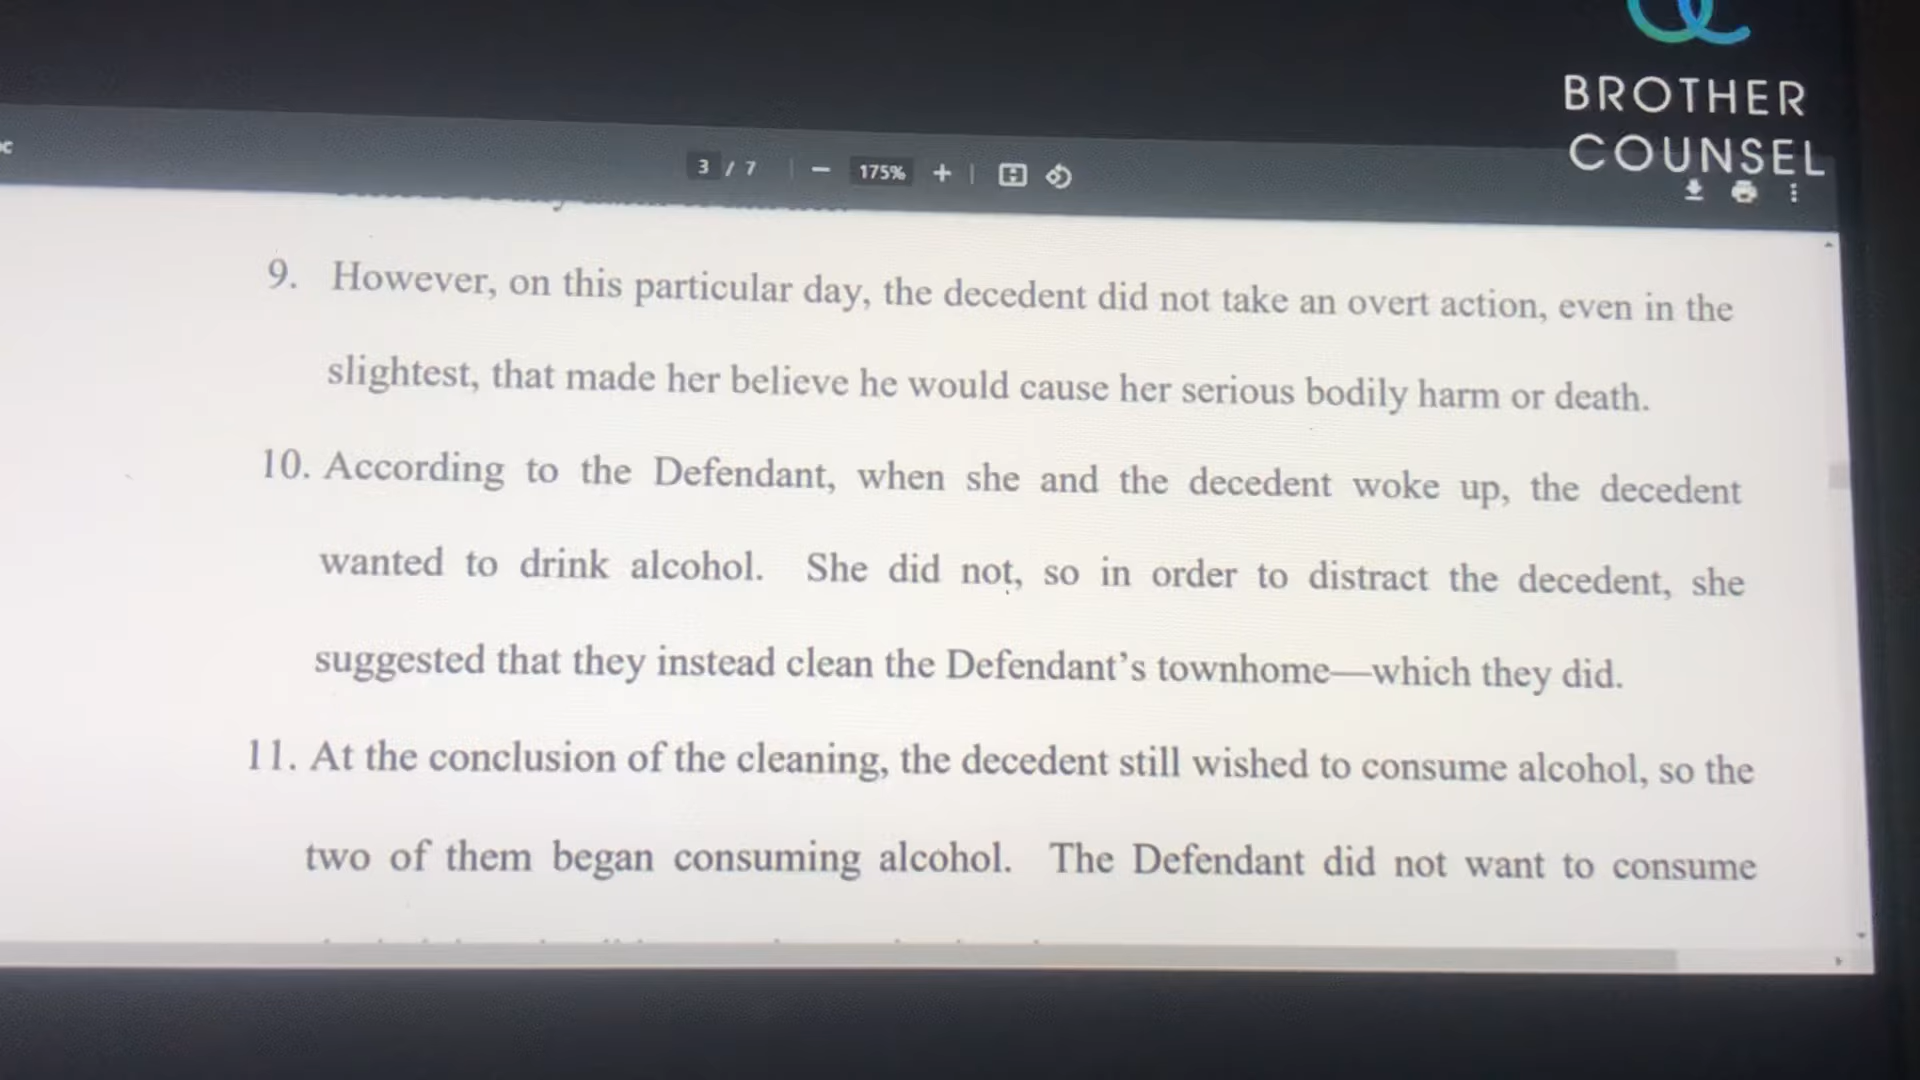 BROTHER
COUNSEL
3 / 7
175%
9. However, on this particular day, the decedent did not take an overt action, even in the
slightest, that made her believe he would cause her serious bodily harm or death.
10. According to the Defendant, when she and the decedent woke up, the decedent
wanted to drink alcohol. She did not, so in order to distract the decedent, she
suggested that they instead clean the Defendant’s townhome—which they did.
11. At the conclusion of the cleaning, the decedent still wished to consume alcohol, so the
two of them began consuming alcohol. The Defendant did not want to consume